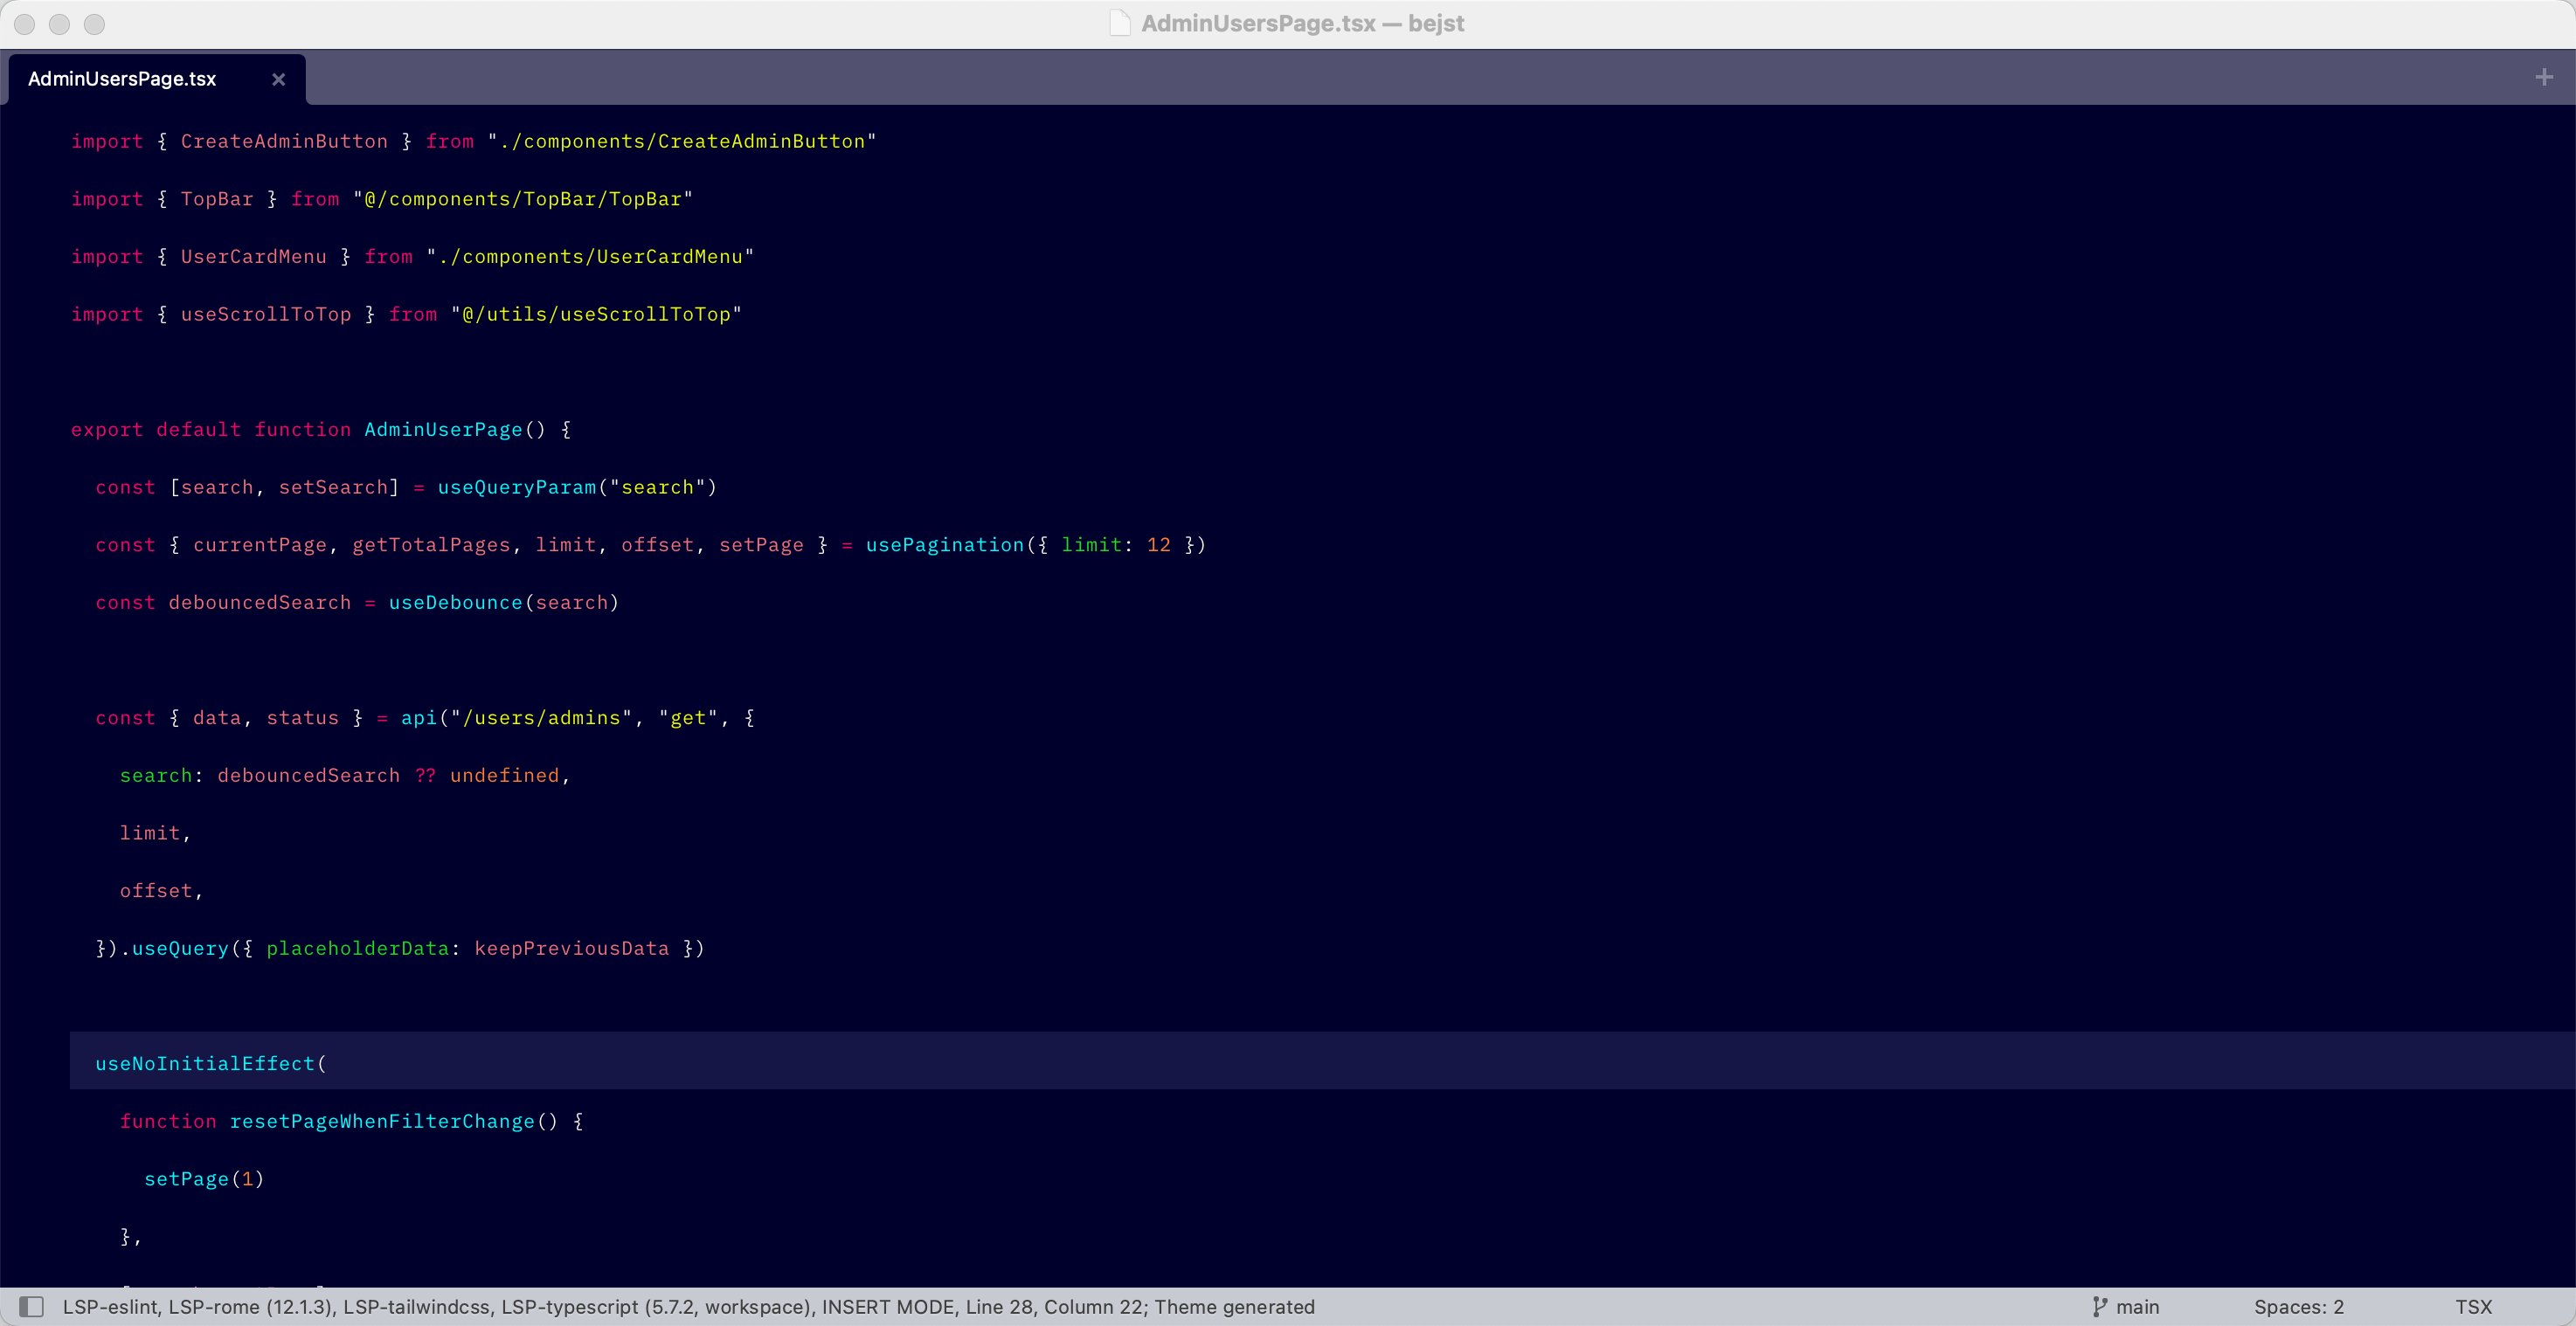 AdminUsersPage.tsx — bejst
AdminUsersPage.tsx
import { CreateAdminButton } from "./components/CreateAdminButton"
import { TopBar } from "@/components/TopBar/TopBar"
import { UserCardMenu } from "./components/UserCardMenu"
import { useScrollToTop } from "@/utils/useScrollToTop"
export default function AdminUserPage() {
  const [search, setSearch] = useQueryParam("search")
  const { currentPage, getTotalPages, limit, offset, setPage } = usePagination({ limit: 12 })
  const debouncedSearch = useDebounce(search)
  const { data, status } = api("/users/admins", "get", {
    search: debouncedSearch ?? undefined,
    limit,
    offset,
  }).useQuery({ placeholderData: keepPreviousData })
  useNoInitialEffect(
    function resetPageWhenFilterChange() {
      setPage(1)
    },
LSP-eslint, LSP-rome (12.1.3), LSP-tailwindcss, LSP-typescript (5.7.2, workspace), INSERT MODE, Line 28, Column 22; Theme generated
main
Spaces: 2
TSX